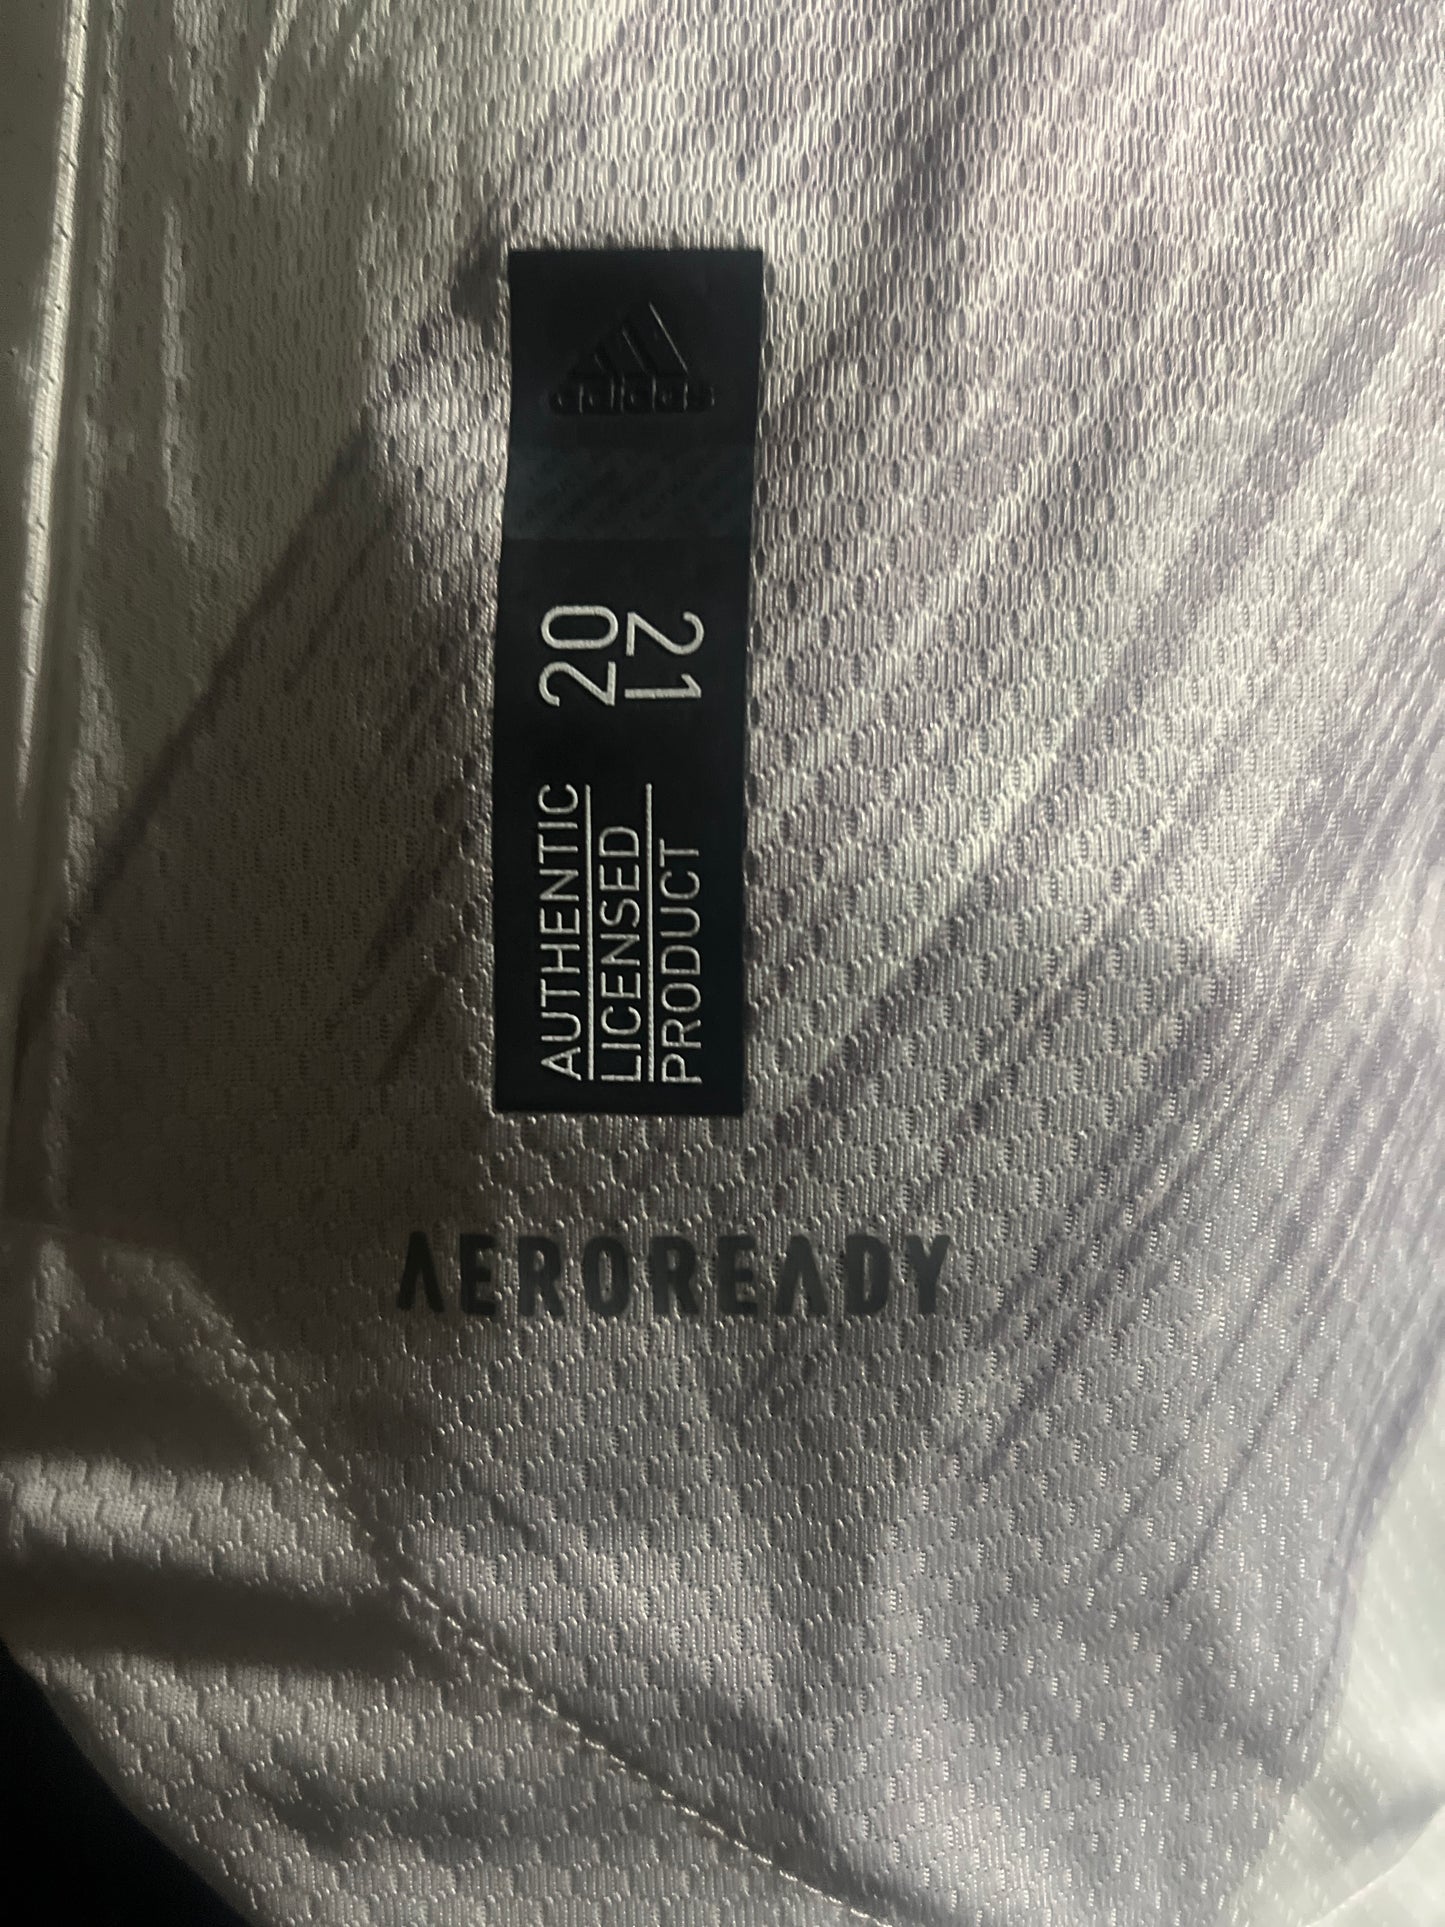 adidas
20
21
AUTHENTIC
LICENSED
PRODUCT
AEROREADY